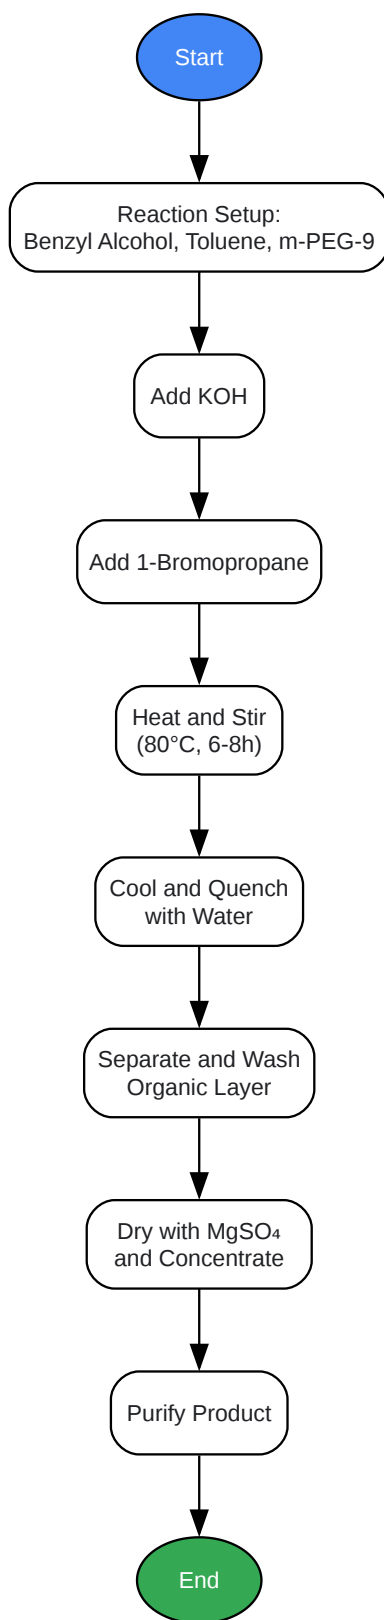 Start
Reaction Setup:
Benzyl Alcohol, Toluene, m-PEG-9
Add KOH
Add 1-Bromopropane
Heat and Stir
(80°C, 6-8h)
Cool and Quench
with Water
Separate and Wash
Organic Layer
Dry with MgSO₄
and Concentrate
Purify Product
End